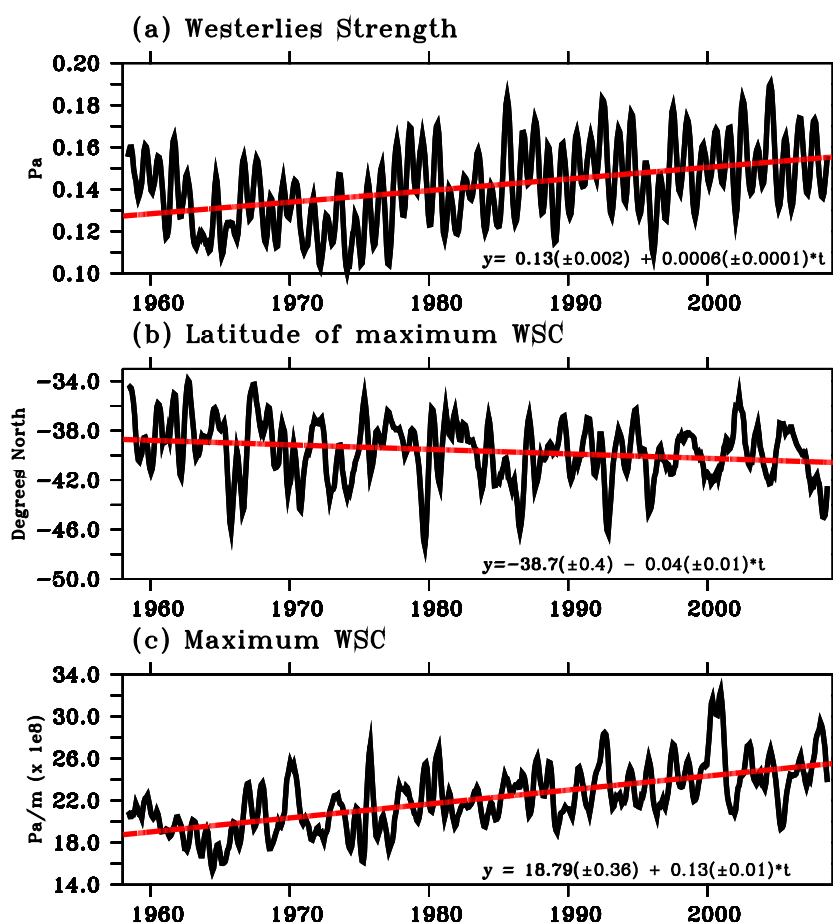 (a) Westerlies Strength
0.20
0.18
0.16
0.14
0.12
0.10
Pa
y= 0.13(±0.002) + 0.0006(±0.0001)*t
1960 1970 1980 1990 2000
(b) Latitude of maximum WSC
−34.0
−38.0
−42.0
−46.0
−50.0
Degrees North
y=−38.7(±0.4) − 0.04(±0.01)*t
1960 1970 1980 1990 2000
(c) Maximum WSC
34.0
30.0
26.0
22.0
18.0
14.0
Pa/m (x 1e8)
y = 18.79(±0.36) + 0.13(±0.01)*t
1960 1970 1980 1990 2000